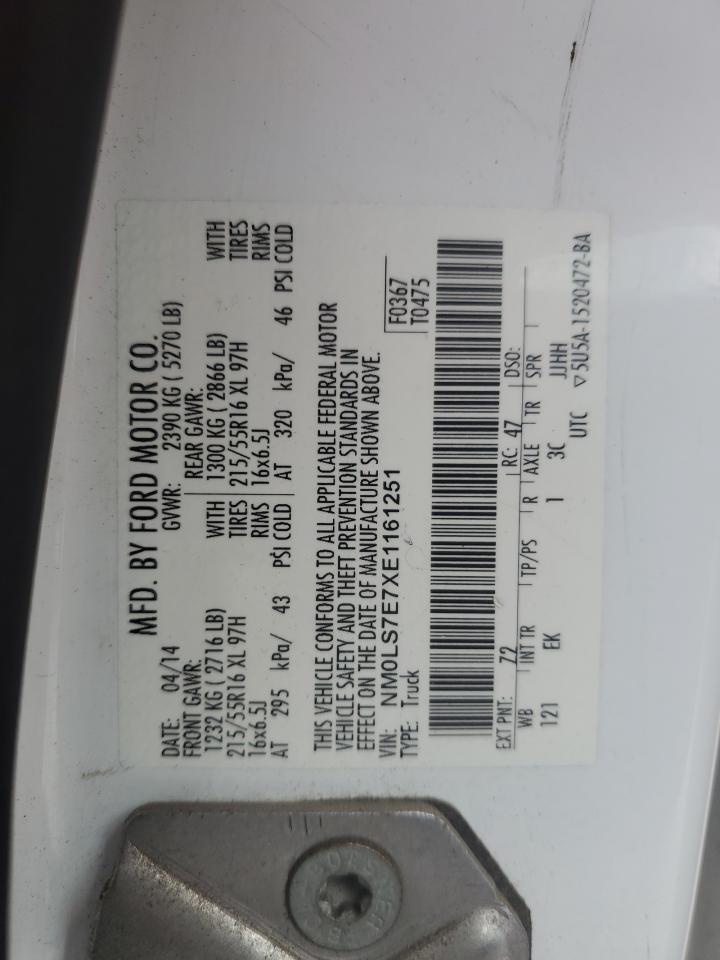 MFD. BY FORD MOTOR CO.
DATE: 04/14 GVWR: 2390 KG ( 5270 LB)
FRONT GAWR: REAR GAWR:
1232 KG ( 2716 LB) WITH 1300 KG ( 2866 LB) WITH
215/55R16 XL 97H TIRES 215/55R16 XL 97H TIRES
16x6.5J RIMS 16x6.5J RIMS
AT 295 kPa/ 43 PSI COLD AT 320 kPa/ 46 PSI COLD
THIS VEHICLE CONFORMS TO ALL APPLICABLE FEDERAL MOTOR
VEHICLE SAFETY AND THEFT PREVENTION STANDARDS IN
EFFECT ON THE DATE OF MANUFACTURE SHOWN ABOVE.
VIN: NM0LS7E7XE1161251 F0367
TYPE: Truck T0475
EXT PNT: 7Z RC: 47 DSO:
WB INT TR TP/PS R AXLE TR SPR
121 EK 1 3C JJHH
UTC ▽5U5A-1520472-BA